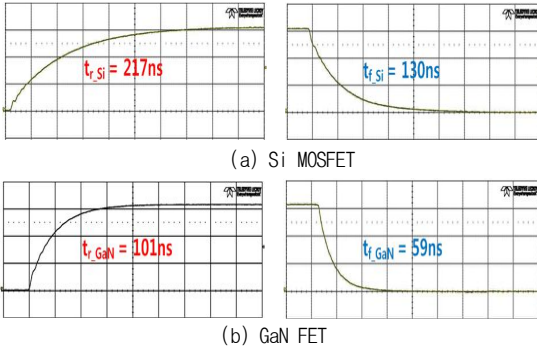 t_r_Si = 217ns
t_f_Si = 130ns
(a) Si MOSFET
t_r_GaN = 101ns
t_f_GaN = 59ns
(b) GaN FET